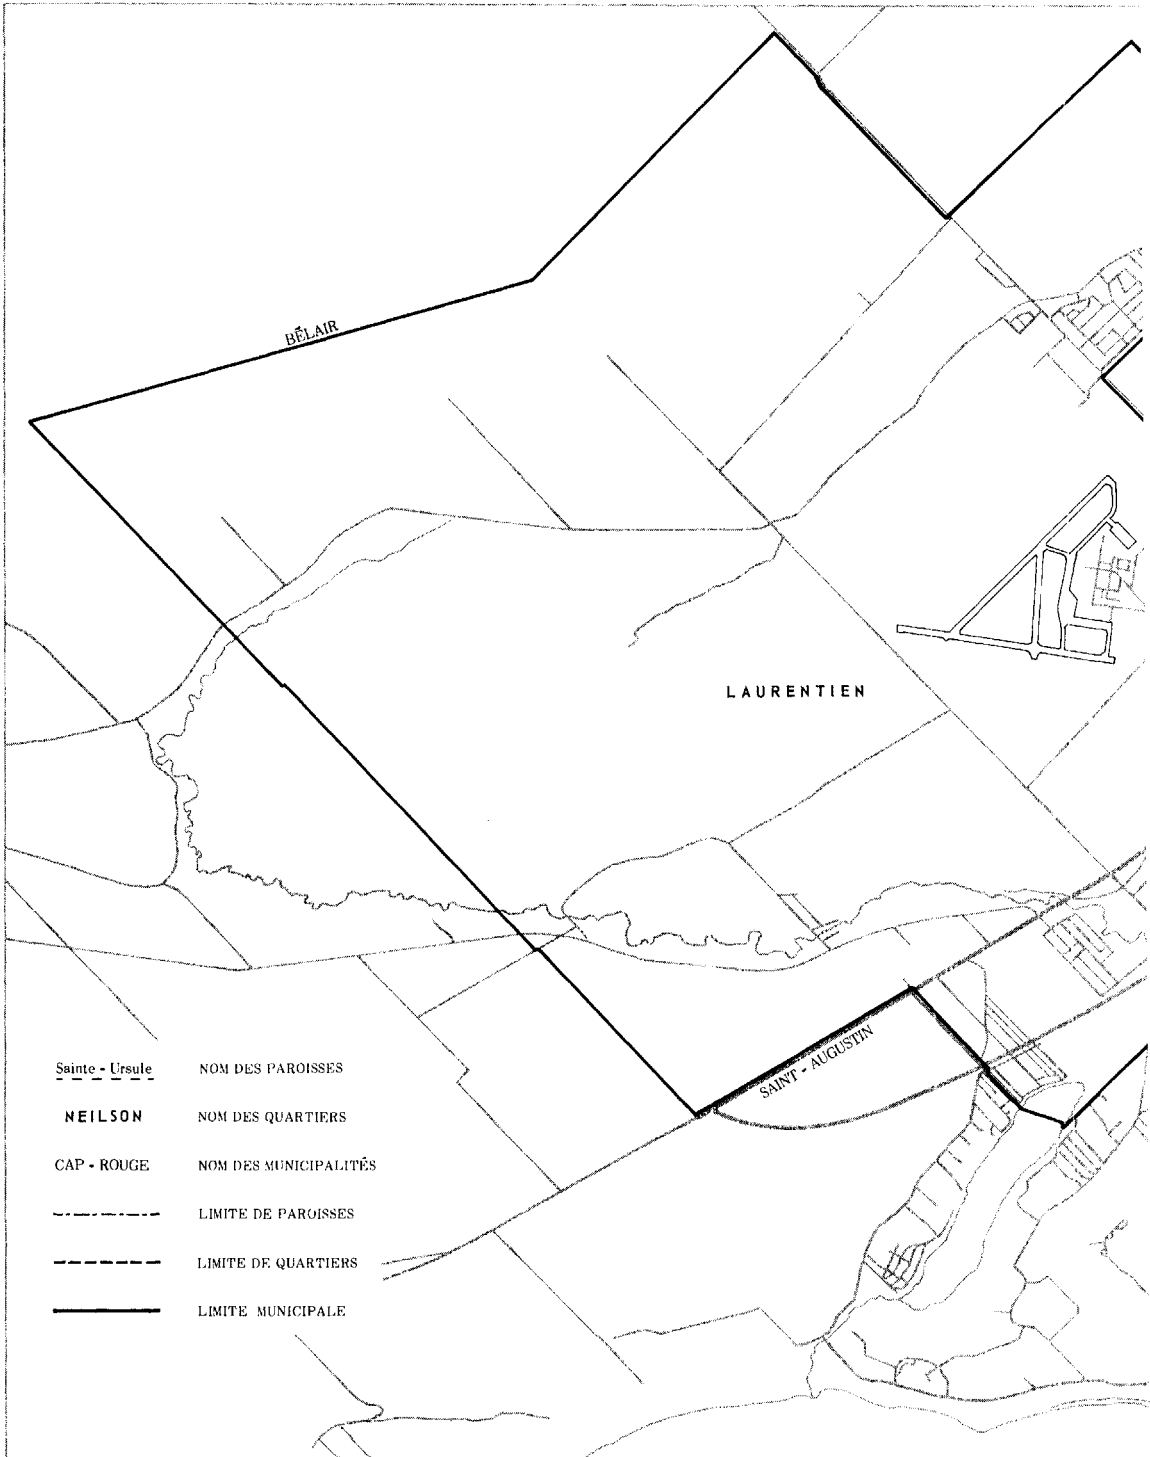 BÉLAIR
LAURENTIEN
SAINT - AUGUSTIN
Sainte - Ursule NOM DES PAROISSES
NEILSON NOM DES QUARTIERS
CAP - ROUGE NOM DES MUNICIPALITÉS
LIMITE DE PAROISSES
LIMITE DE QUARTIERS
LIMITE MUNICIPALE